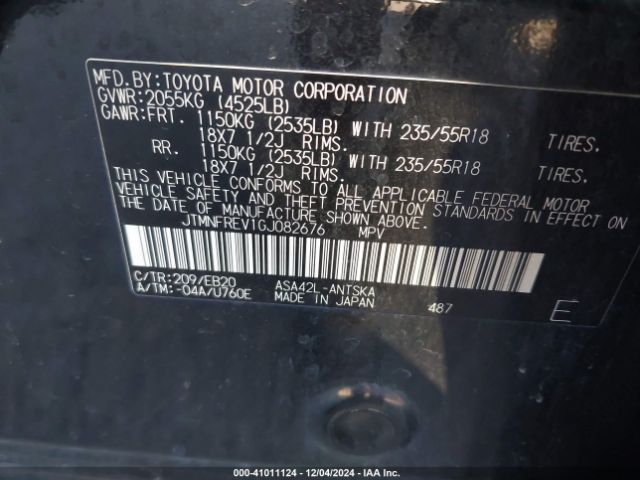 MFD.BY:TOYOTA MOTOR CORPORATION
GVWR:2055KG (4525LB)
GAWR:FRT. 1150KG (2535LB) WITH 235/55R18 TIRES.
18X7 1/2J RIMS.
RR. 1150KG (2535LB) WITH 235/55R18 TIRES.
18X7 1/2J RIMS.
THIS VEHICLE CONFORMS TO ALL APPLICABLE FEDERAL MOTOR
VEHICLE SAFETY AND THEFT PREVENTION STANDARDS IN EFFECT ON
THE DATE OF MANUFACTURE SHOWN ABOVE.
JTMNFREV1GJ082676 MPV
C/TR:209/EB20 ASA42L-ANTSKA
A/TM:-04A/U760E MADE IN JAPAN 487 E
000-41011124 - 12/04/2024 - IAA Inc.